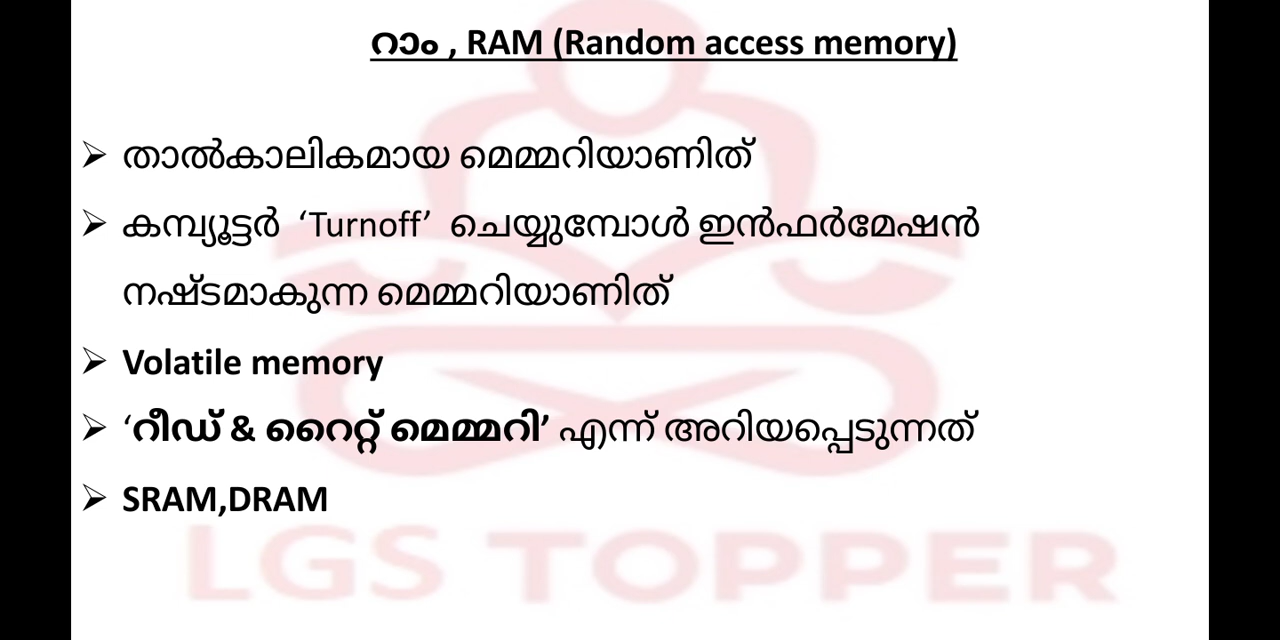 റാം , RAM (Random access memory)
➢ താൽകാലികമായ മെമ്മറിയാണിത്
➢ കമ്പ്യൂട്ടർ ‘Turnoff’ ചെയ്യുമ്പോൾ ഇൻഫർമേഷൻ
നഷ്ടമാകുന്ന മെമ്മറിയാണിത്
➢ Volatile memory
➢ ‘റീഡ് & റൈറ്റ് മെമ്മറി’ എന്ന് അറിയപ്പെടുന്നത്
➢ SRAM,DRAM
LGS TOPPER